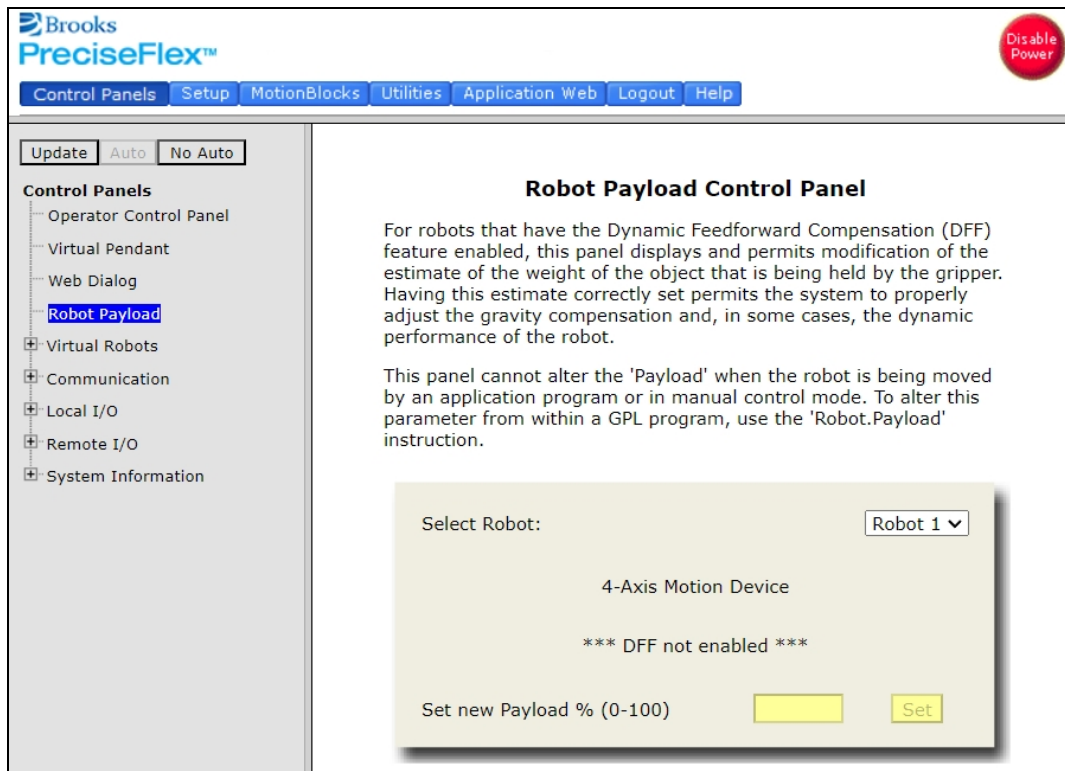 Brooks
PreciseFlex™
Disable
Power
Control Panels Setup MotionBlocks Utilities Application Web Logout Help
Update Auto No Auto
Control Panels
Operator Control Panel
Virtual Pendant
Web Dialog
Robot Payload
Virtual Robots
Communication
Local I/O
Remote I/O
System Information
Robot Payload Control Panel
For robots that have the Dynamic Feedforward Compensation (DFF)
feature enabled, this panel displays and permits modification of the
estimate of the weight of the object that is being held by the gripper.
Having this estimate correctly set permits the system to properly
adjust the gravity compensation and, in some cases, the dynamic
performance of the robot.
This panel cannot alter the 'Payload' when the robot is being moved
by an application program or in manual control mode. To alter this
parameter from within a GPL program, use the 'Robot.Payload'
instruction.
Select Robot: Robot 1
4-Axis Motion Device
*** DFF not enabled ***
Set new Payload % (0-100) Set